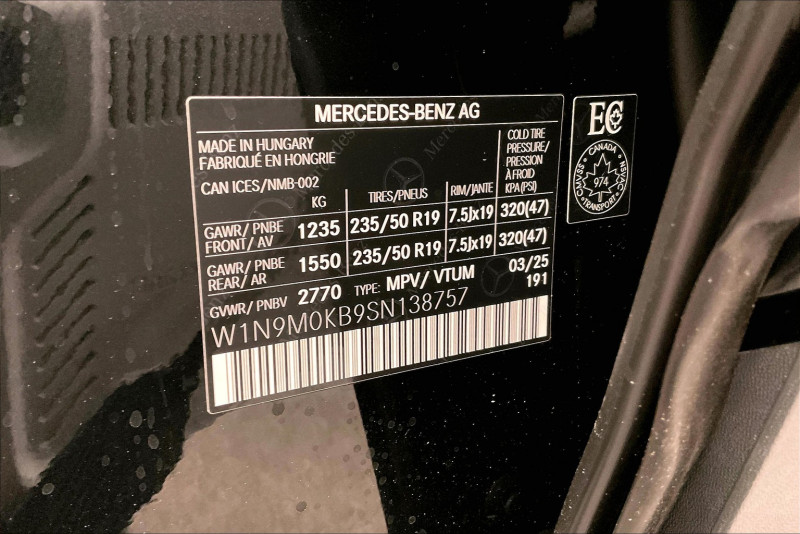 MERCEDES-BENZ AG
MADE IN HUNGARY
FABRIQUÉ EN HONGRIE
CAN ICES/NMB-002
KG TIRES/PNEUS RIM/JANTE COLD TIRE PRESSURE/ PRESSION À FROID KPA(PSI)
GAWR/ PNBE FRONT/ AV 1235 235/50 R19 7.5Jx19 320(47)
GAWR/ PNBE REAR/ AR 1550 235/50 R19 7.5Jx19 320(47)
GVWR/ PNBV 2770 TYPE: MPV/ VTUM 03/25
191
W1N9M0KB9SN138757
EC
CANADA
CMVSS 974 NSVAC
TRANSPORT